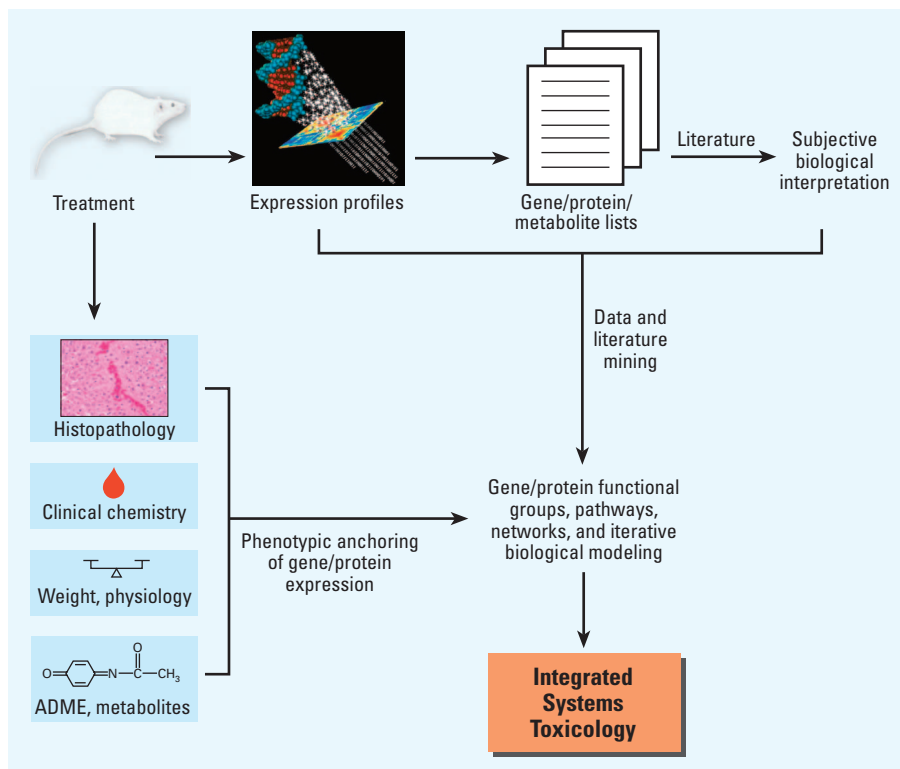 Treatment
Expression profiles
Gene/protein/
metabolite lists
Literature
Subjective
biological
interpretation
Data and
literature
mining
Histopathology
Clinical chemistry
Weight, physiology
O
N
C
O
CH₃
ADME, metabolites
Phenotypic anchoring
of gene/protein
expression
Gene/protein functional
groups, pathways,
networks, and iterative
biological modeling
Integrated
Systems
Toxicology